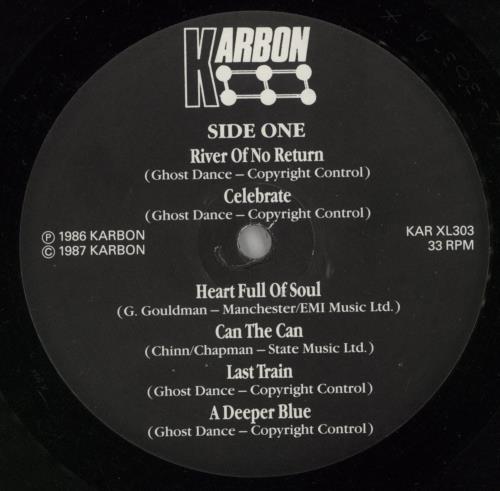 KARBON
SIDE ONE
River Of No Return
(Ghost Dance – Copyright Control)
Celebrate
(Ghost Dance – Copyright Control)
℗ 1986 KARBON
© 1987 KARBON
KAR XL303
33 RPM
Heart Full Of Soul
(G. Gouldman – Manchester/EMI Music Ltd.)
Can The Can
(Chinn/Chapman – State Music Ltd.)
Last Train
(Ghost Dance – Copyright Control)
A Deeper Blue
(Ghost Dance – Copyright Control)